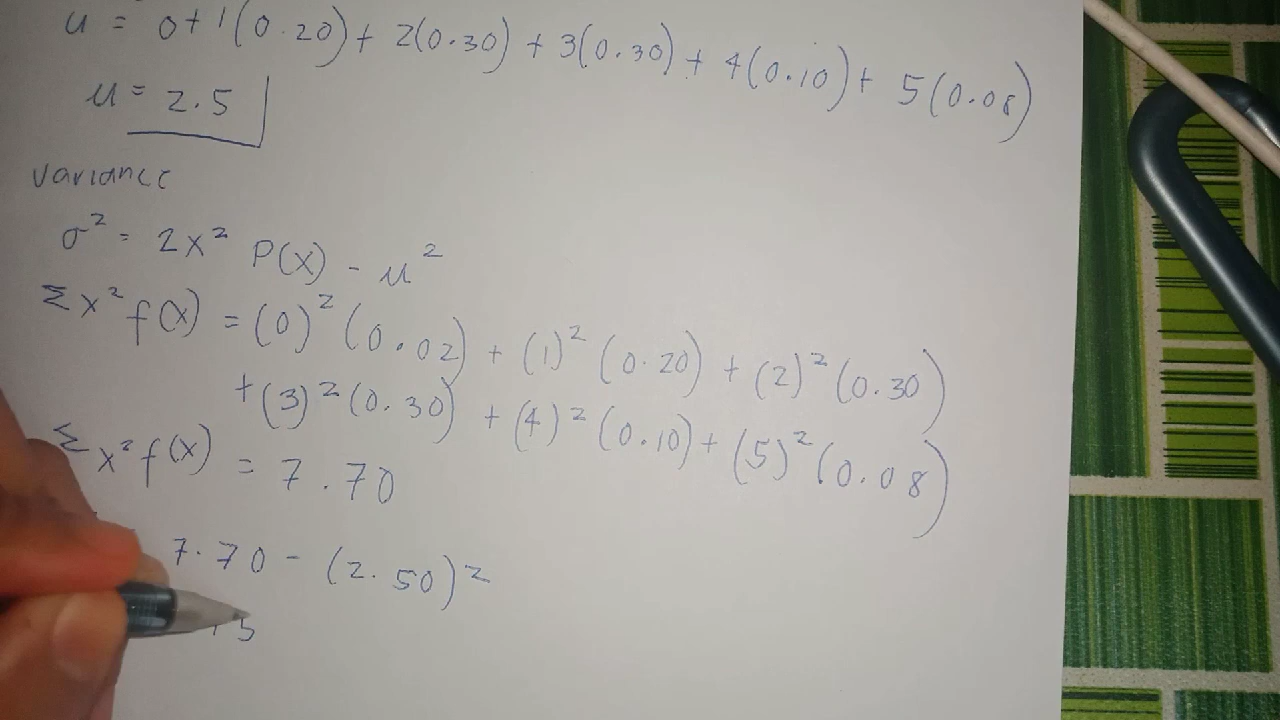 u = 0+1(0.20)+ 2(0.30) + 3(0.30) + 4(0.10)+ 5(0.08)
u = 2.5
variance
σ² = 2x² P(x) - u²
Σx² f(x) = (0)² (0.02) + (1)² (0.20) + (2)² (0.30)
+ (3)² (0.30) + (4)² (0.10)+ (5)² (0.08)
Σx² f(x) = 7.70
7.70 - (2.50)²